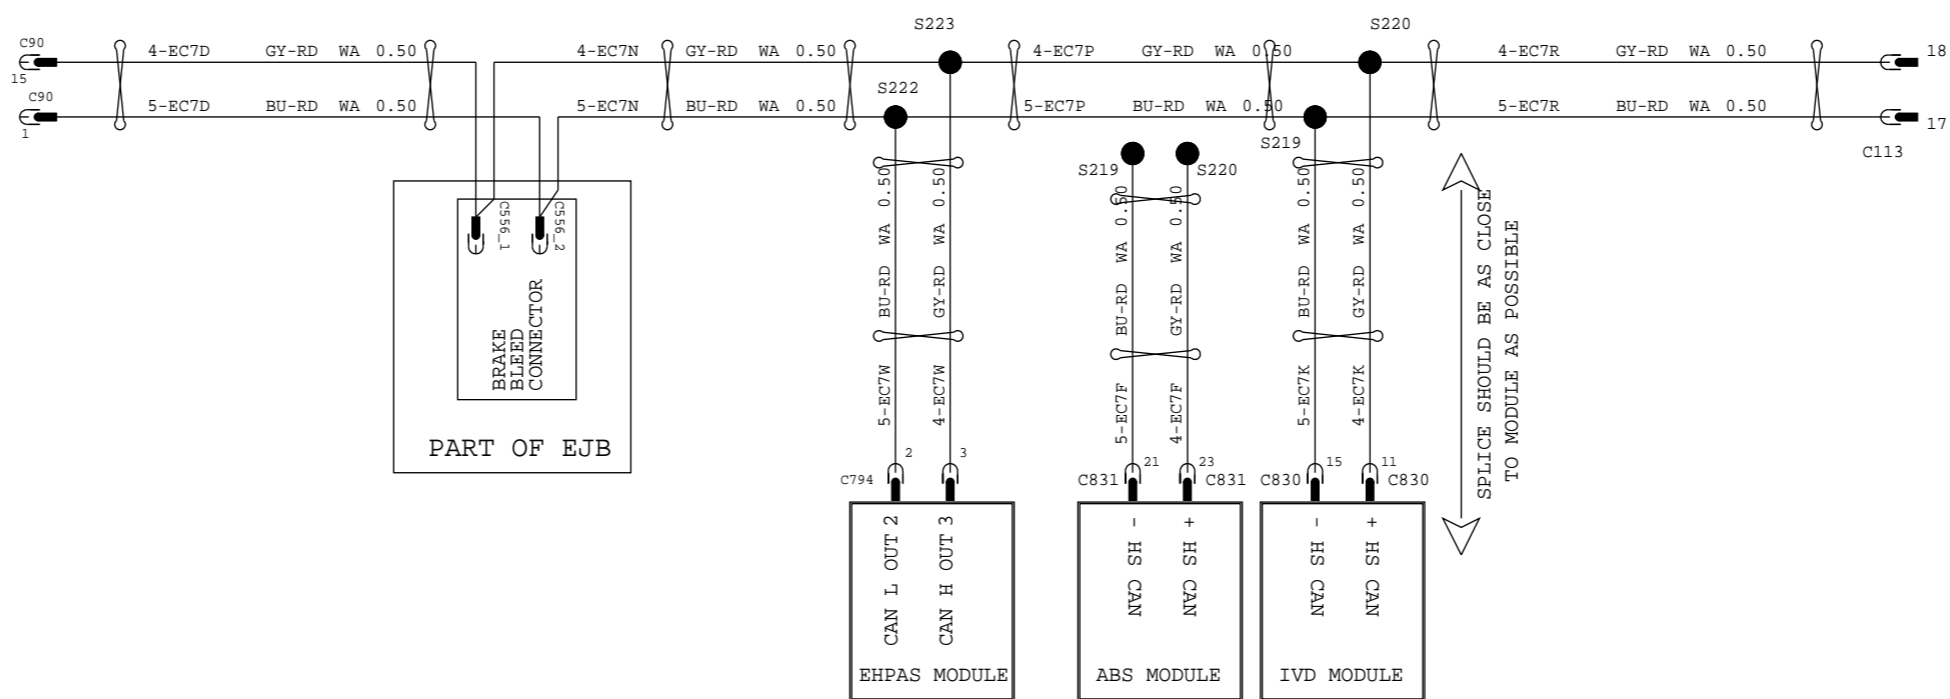 S223
S220
C90
4-EC7D GY-RD WA 0.50
4-EC7N GY-RD WA 0.50
4-EC7P GY-RD WA 0.50
4-EC7R GY-RD WA 0.50
18
15
C90
S222
5-EC7D BU-RD WA 0.50
5-EC7N BU-RD WA 0.50
5-EC7P BU-RD WA 0.50
5-EC7R BU-RD WA 0.50
17
1
S219
C113
S219
S220
C556_1
C556_2
BRAKE
BLEED
CONNECTOR
PART OF EJB
5-EC7W BU-RD WA 0.50
4-EC7W GY-RD WA 0.50
5-EC7F BU-RD WA 0.50
4-EC7F GY-RD WA 0.50
5-EC7K BU-RD WA 0.50
4-EC7K GY-RD WA 0.50
SPLICE SHOULD BE AS CLOSE
TO MODULE AS POSSIBLE
2
3
21
23
15
11
C794
C831
C831
C830
C830
CAN L OUT 2
CAN H OUT 3
- HS CAN
+ HS CAN
- HS CAN
+ HS CAN
EHPAS MODULE
ABS MODULE
IVD MODULE